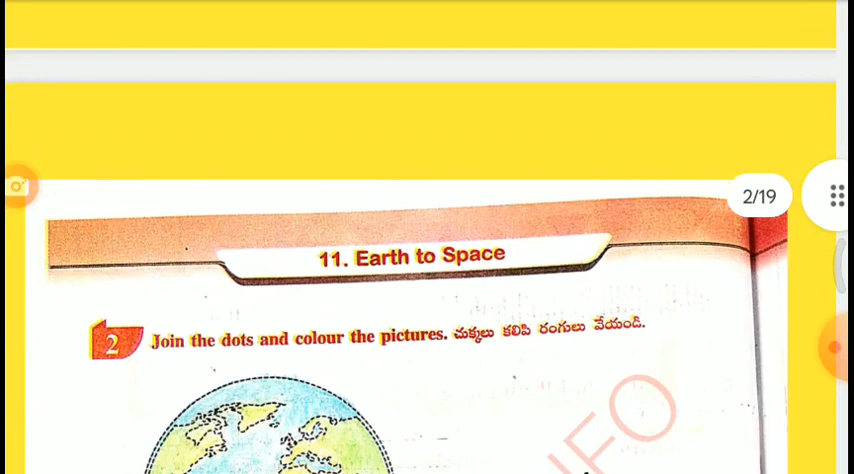 2/19
11. Earth to Space
2 Join the dots and colour the pictures. చుక్కలు కలిపి రంగులు వేయండి.